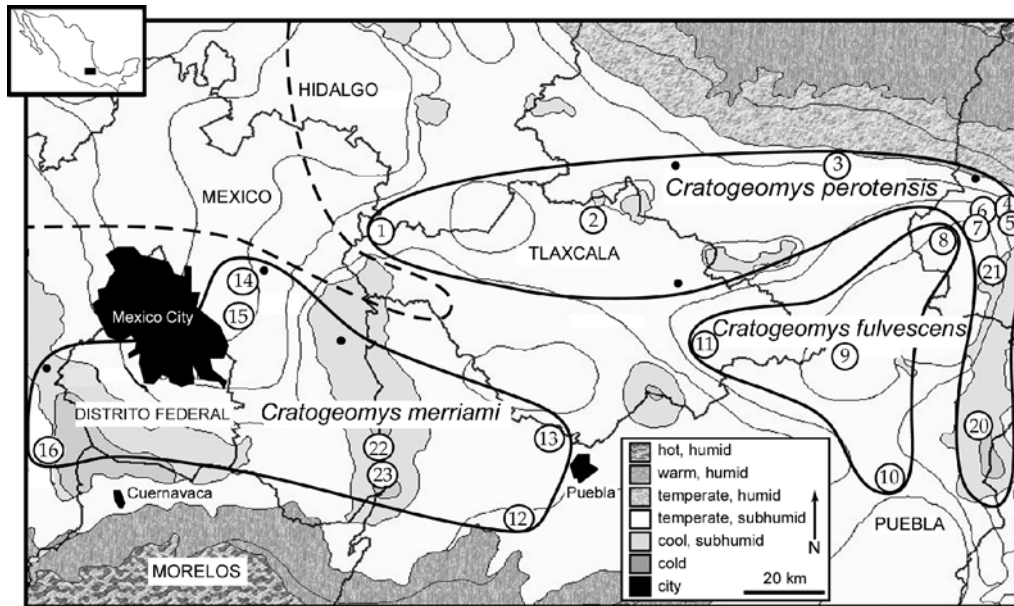 HIDALGO
MEXICO
3
Cratogeomys perotensis
4
6
5
7
1
2
TLAXCALA
8
21
14
15
Mexico City
Cratogeomys fulvescens
11
9
DISTRITO FEDERAL
Cratogeomys merriami
16
22
13
23
20
10
Puebla
Cuernavaca
12
PUEBLA
MORELOS
hot, humid
warm, humid
temperate, humid
temperate, subhumid
cool, subhumid
cold
city
N
20 km